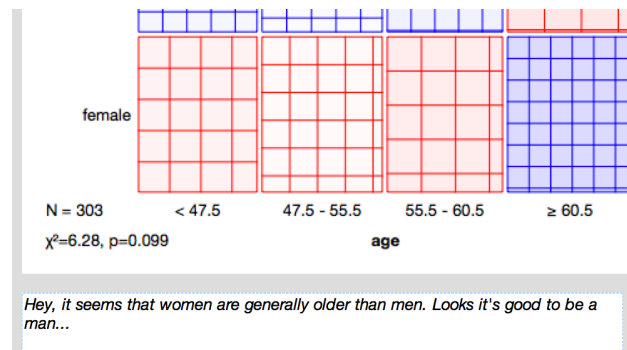 female
N = 303
< 47.5
47.5 - 55.5
55.5 - 60.5
≥ 60.5
χ²=6.28, p=0.099
age
Hey, it seems that women are generally older than men. Looks it's good to be a
man...